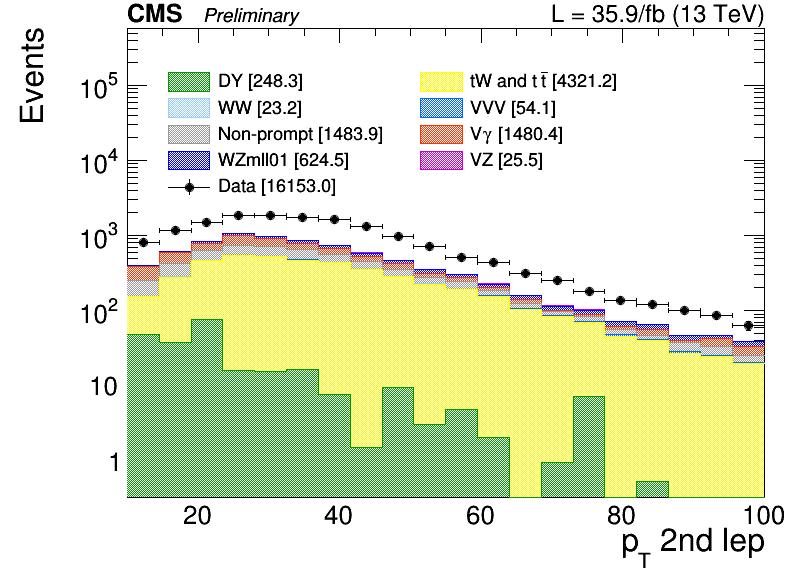 CMS Preliminary L = 35.9/fb (13 TeV)
Events
DY [248.3] tW and t t̄ [4321.2]
WW [23.2] VVV [54.1]
Non-prompt [1483.9] Vγ [1480.4]
WZmll01 [624.5] VZ [25.5]
Data [16153.0]
10⁵
10⁴
10³
10²
10
1
20 40 60 80 100
p_T 2nd lep